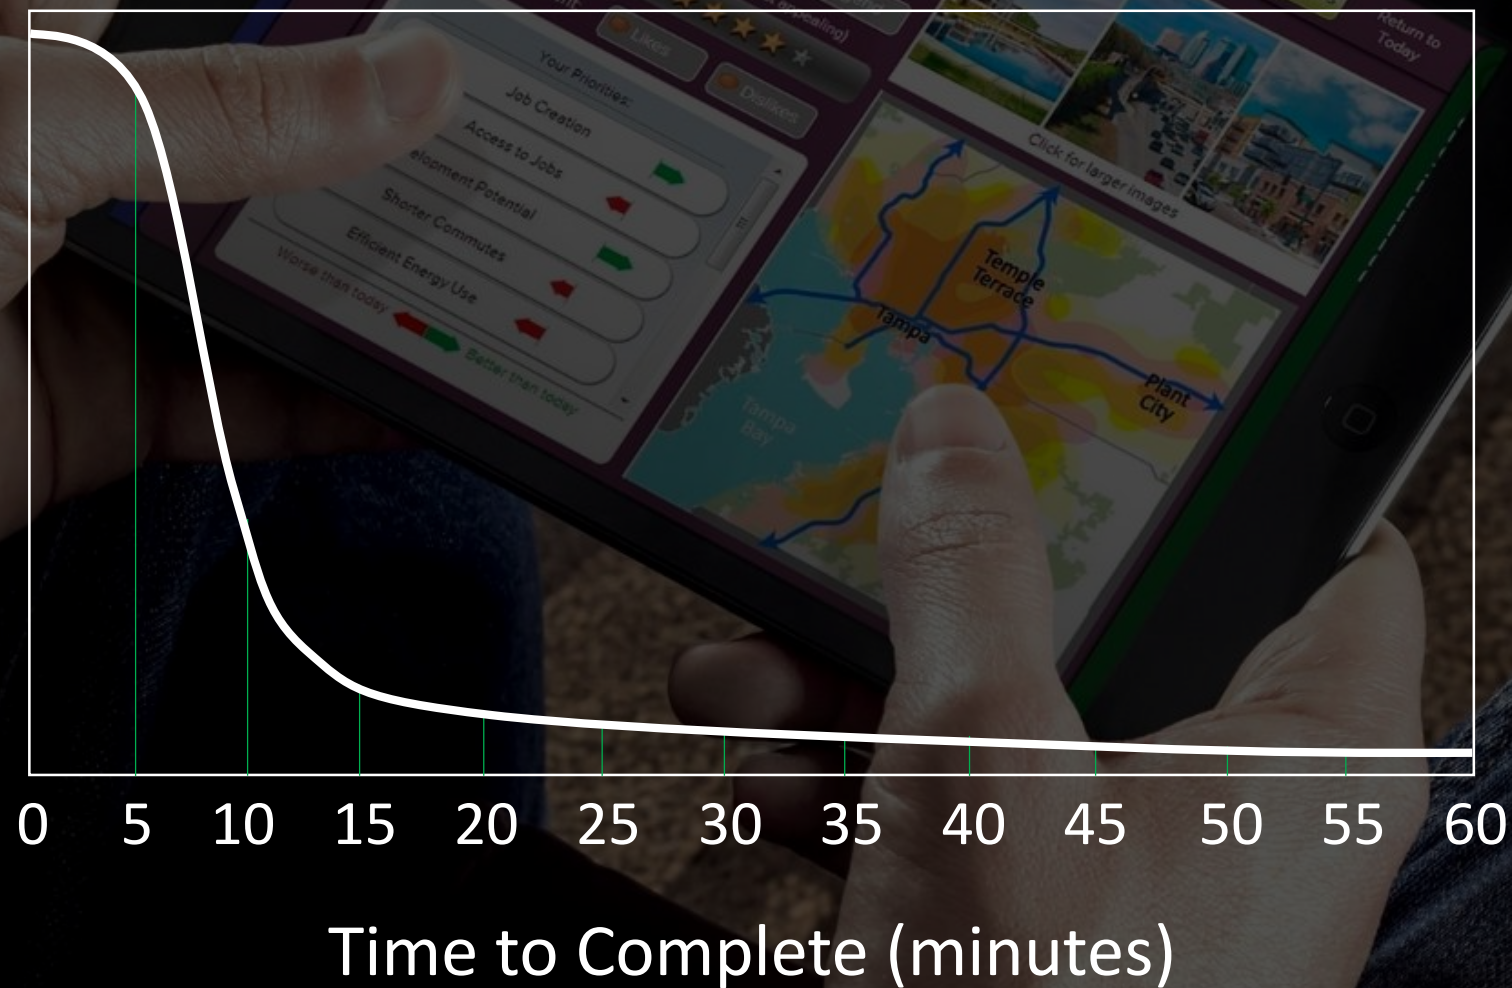 appealing)
Likes
Dislikes
Return to
Today
Your Priorities:
Job Creation
Access to Jobs
elopment Potential
Shorter Commutes
Efficient Energy Use
Worse than today
Better than today
Click for larger images
Temple
Terrace
Tampa
Plant
City
Tampa
Bay
0 5 10 15 20 25 30 35 40 45 50 55 60
Time to Complete (minutes)